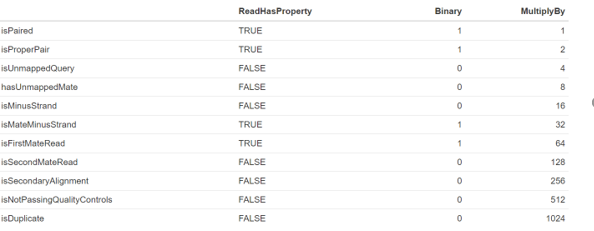 ReadHasProperty Binary MultiplyBy
isPaired TRUE 1 1
isProperPair TRUE 1 2
isUnmappedQuery FALSE 0 4
hasUnmappedMate FALSE 0 8
isMinusStrand FALSE 0 16
isMateMinusStrand TRUE 1 32
isFirstMateRead TRUE 1 64
isSecondMateRead FALSE 0 128
isSecondaryAlignment FALSE 0 256
isNotPassingQualityControls FALSE 0 512
isDuplicate FALSE 0 1024